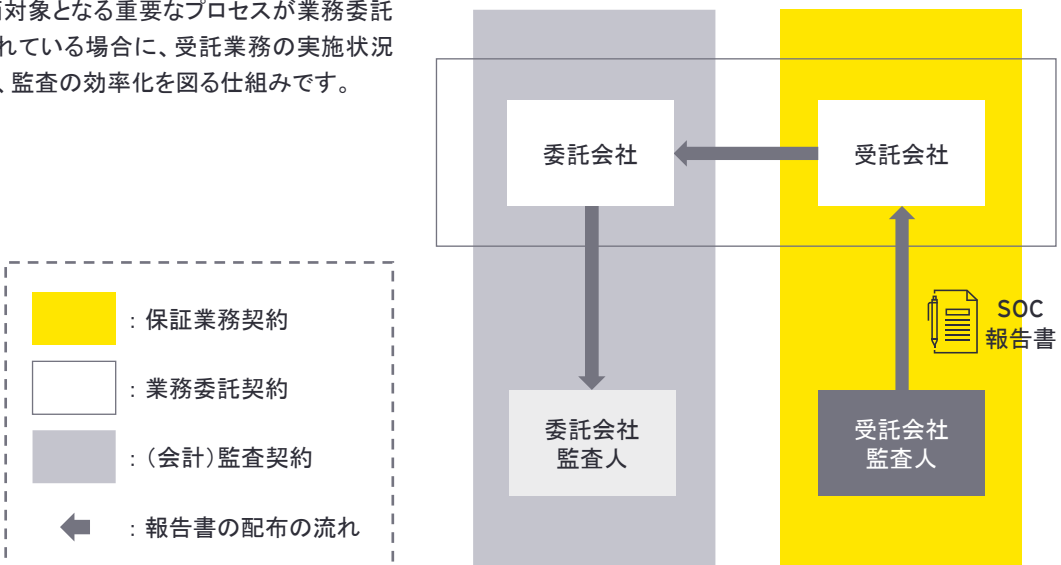 対象となる重要なプロセスが業務委託
れている場合に、受託業務の実施状況
、監査の効率化を図る仕組みです。
委託会社
受託会社
SOC
報告書
委託会社
監査人
受託会社
監査人
：保証業務契約
：業務委託契約
：（会計）監査契約
：報告書の配布の流れ